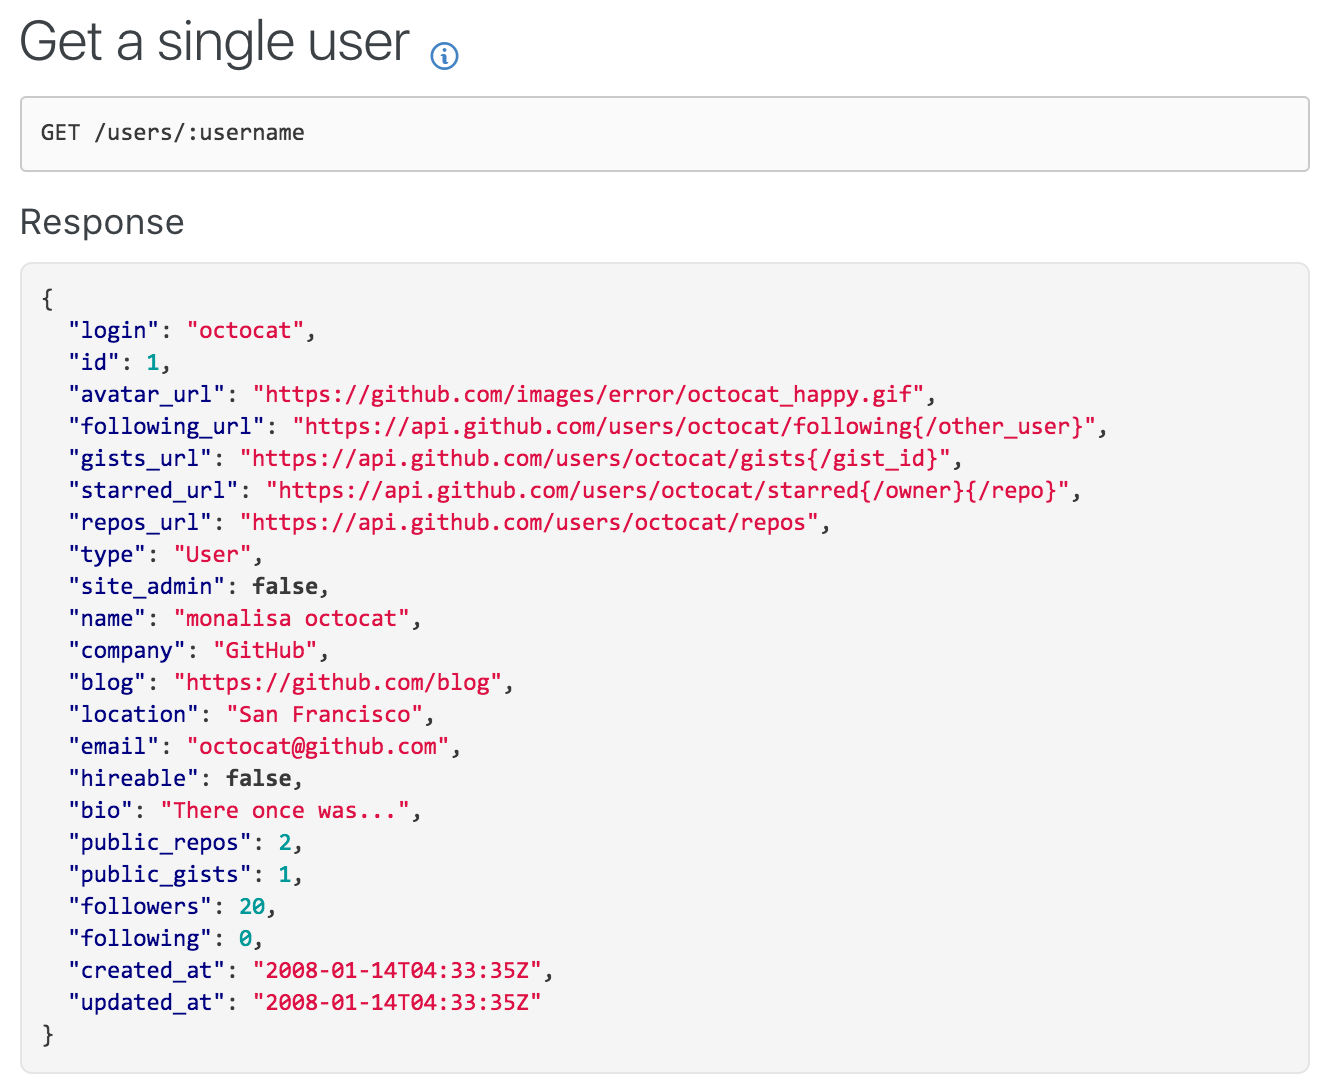 Get a single user
GET /users/:username
Response
{
  "login": "octocat",
  "id": 1,
  "avatar_url": "https://github.com/images/error/octocat_happy.gif",
  "following_url": "https://api.github.com/users/octocat/following{/other_user}",
  "gists_url": "https://api.github.com/users/octocat/gists{/gist_id}",
  "starred_url": "https://api.github.com/users/octocat/starred{/owner}{/repo}",
  "repos_url": "https://api.github.com/users/octocat/repos",
  "type": "User",
  "site_admin": false,
  "name": "monalisa octocat",
  "company": "GitHub",
  "blog": "https://github.com/blog",
  "location": "San Francisco",
  "email": "octocat@github.com",
  "hireable": false,
  "bio": "There once was...",
  "public_repos": 2,
  "public_gists": 1,
  "followers": 20,
  "following": 0,
  "created_at": "2008-01-14T04:33:35Z",
  "updated_at": "2008-01-14T04:33:35Z"
}